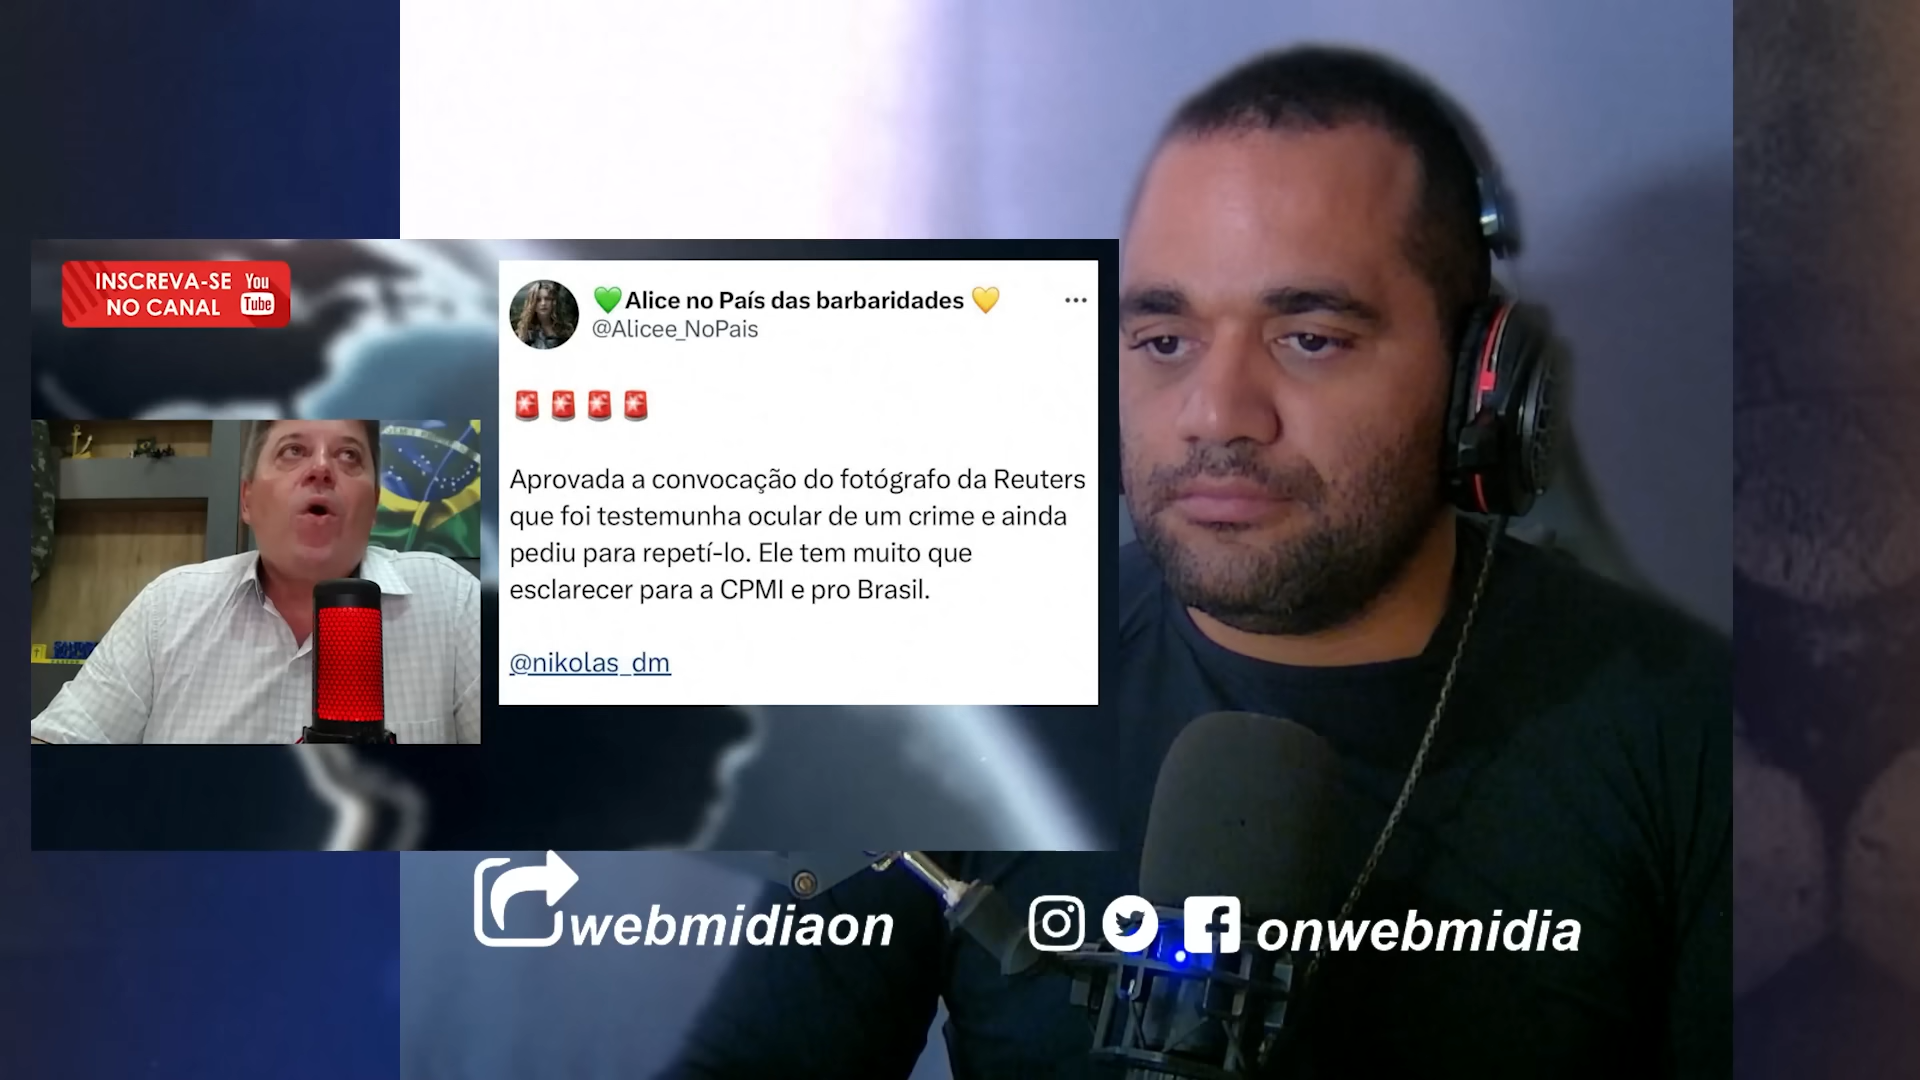 INSCREVA-SE
NO CANAL
You
Tube
💚Alice no País das barbaridades 💛
@Alicee_NoPais
🚨 🚨 🚨 🚨
Aprovada a convocação do fotógrafo da Reuters
que foi testemunha ocular de um crime e ainda
pediu para repetí-lo. Ele tem muito que
esclarecer para a CPMI e pro Brasil.
@nikolas_dm
webmidiaon
onwebmidia